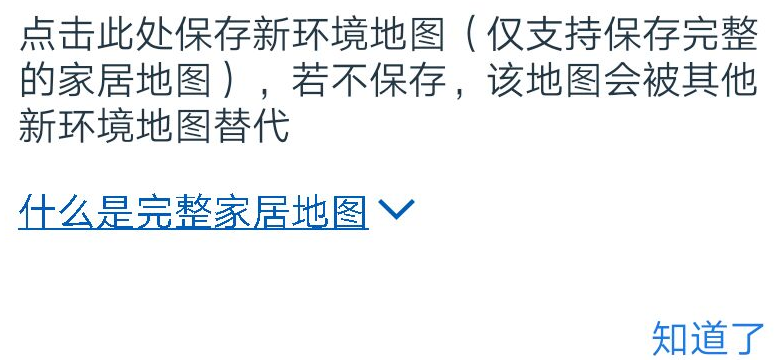 点击此处保存新环境地图（仅支持保存完整
的家居地图），若不保存，该地图会被其他
新环境地图替代
什么是完整家居地图
知道了